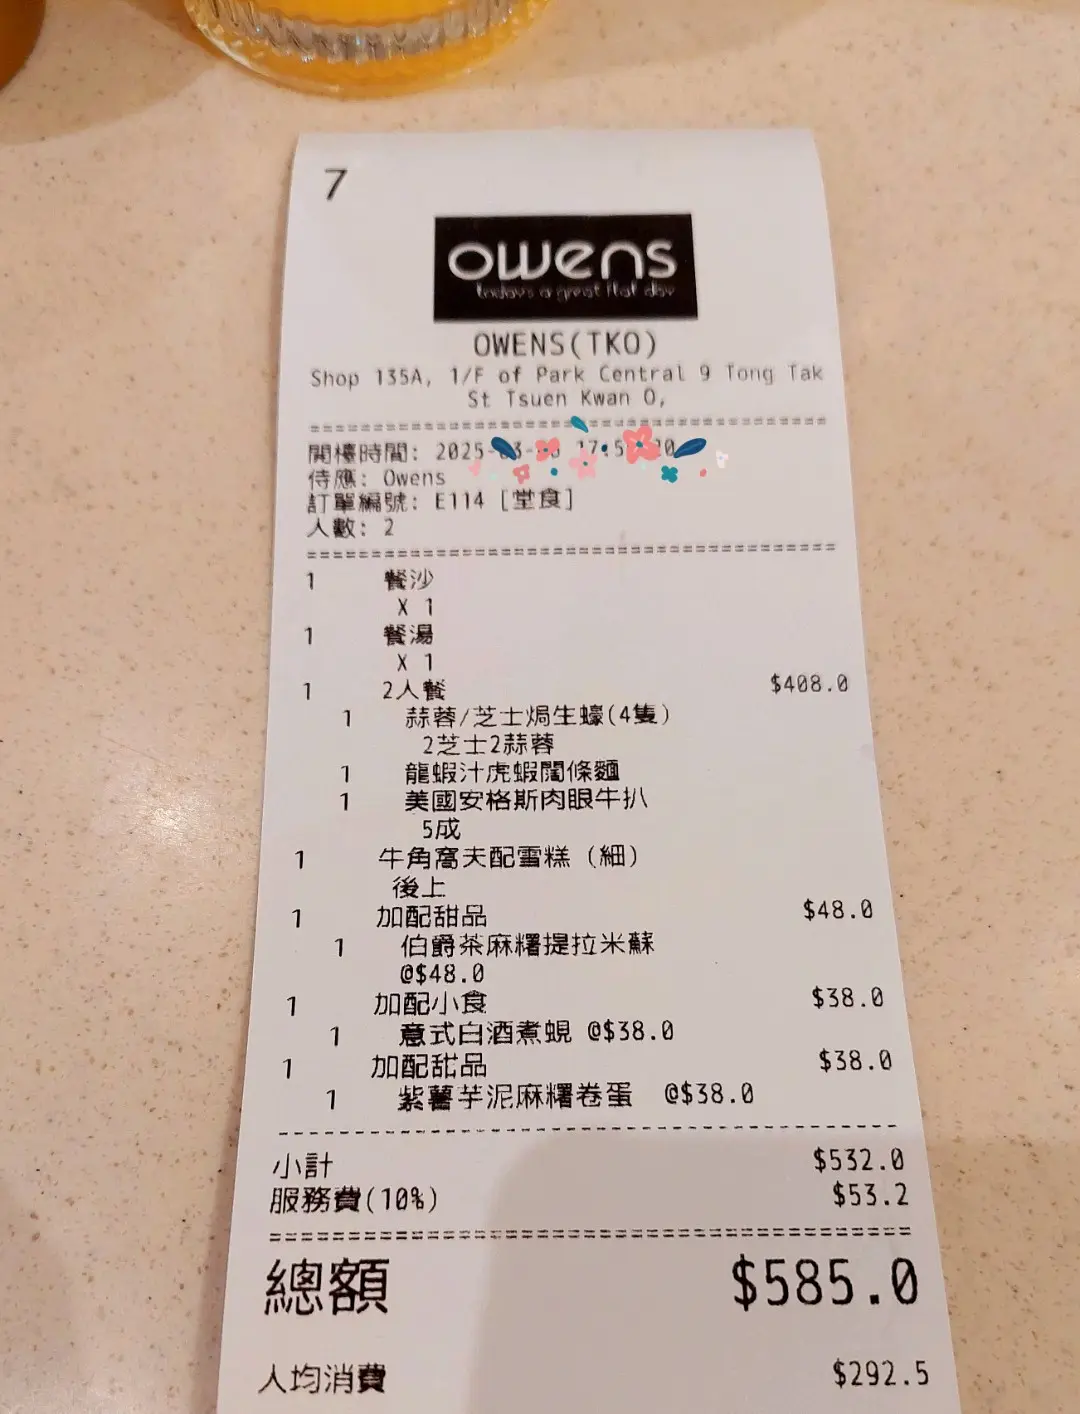 7
owens
today's a great flat day
OWENS(TKO)
Shop 135A, 1/F of Park Central 9 Tong Tak
St Tsuen Kwan O,
開檯時間: 2025-
侍應: Owens
訂單編號: E114 [堂食]
人數: 2
1 餐沙
X 1
1 餐湯
X 1
1 2人餐 $408.0
1 蒜蓉/芝士焗生蠔(4隻)
2芝士2蒜蓉
1 龍蝦汁虎蝦闊條麵
1 美國安格斯肉眼牛扒
5成
1 牛角窩夫配雪糕 (細)
後上
1 加配甜品 $48.0
1 伯爵茶麻糬提拉米蘇
@$48.0
1 加配小食 $38.0
1 意式白酒煮蜆 @$38.0
1 加配甜品 $38.0
1 紫薯芋泥麻糬卷蛋 @$38.0
小計 $532.0
服務費(10%) $53.2
總額 $585.0
人均消費 $292.5